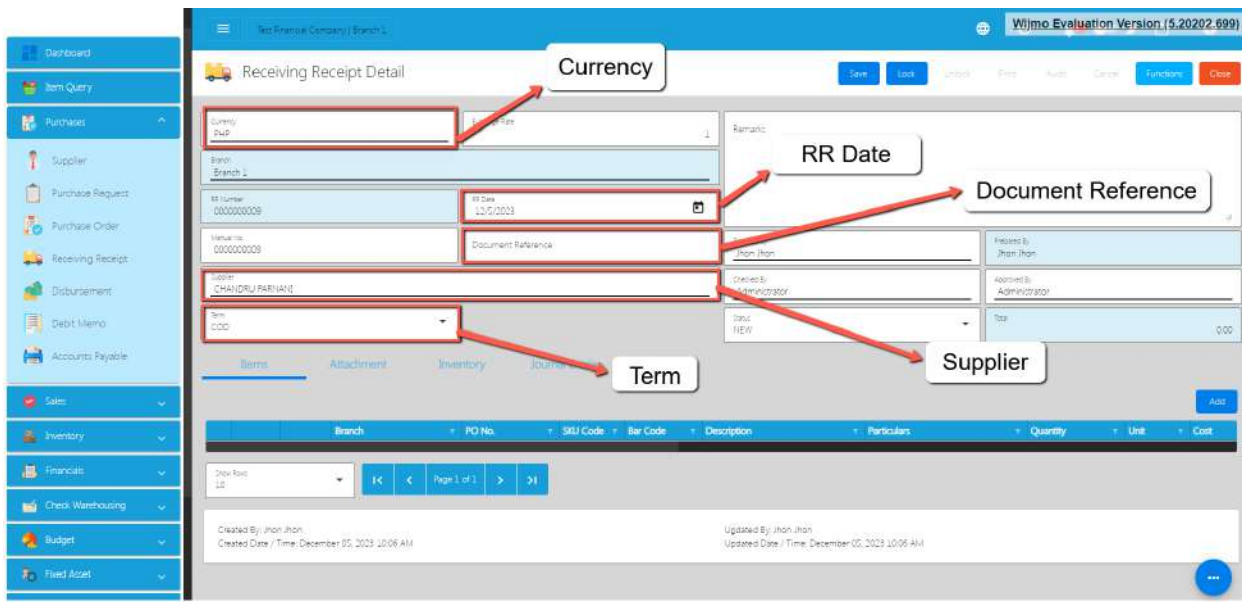 Test Financial Company | Branch 1
Wijmo Evaluation Version (5.20202.699)
Dashboard
Item Query
Purchases
Supplier
Purchase Request
Purchase Order
Receiving Receipt
Disbursement
Debit Memo
Accounts Payable
Sales
Inventory
Financials
Check Warehousing
Budget
Fixed Asset
Receiving Receipt Detail
Currency
Save
Lock
Unlock
Print
Audit
Cancel
Functions
Close
Currency
PHP
Rate
1
Remarks
Branch
Branch 1
RR Date
RR Number
0000000009
RR Date
12/5/2023
Document Reference
Manual No.
0000000009
Document Reference
Jhon Jhon
Prepared By
Jhon Jhon
Supplier
CHANDRU PARNANI
Checked By
Administrator
Approved By
Administrator
Term
COD
Status
NEW
Total
0.00
Supplier
Term
Items
Attachment
Inventory
Journal
Add
Branch
PO No.
SKU Code
Bar Code
Description
Particulars
Quantity
Unit
Cost
Show Rows
10
Page 1 of 1
Created By: Jhon Jhon
Created Date / Time: December 05, 2023 10:06 AM
Updated By: Jhon Jhon
Updated Date / Time: December 05, 2023 10:06 AM